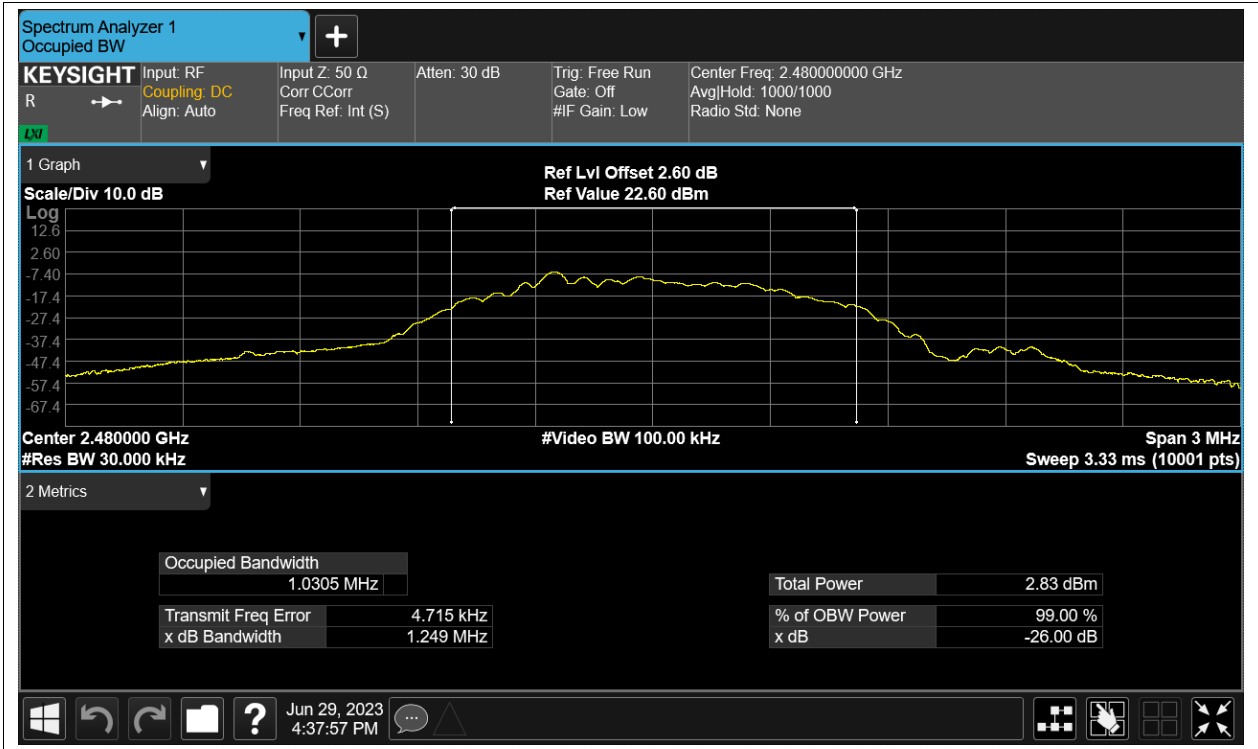 Spectrum Analyzer 1
Occupied BW
▼
+
KEYSIGHT
R
LXI
Input: RF
Coupling: DC
Align: Auto
Input Z: 50 Ω
Corr CCorr
Freq Ref: Int (S)
Atten: 30 dB
Trig: Free Run
Gate: Off
#IF Gain: Low
Center Freq: 2.480000000 GHz
Avg|Hold: 1000/1000
Radio Std: None
1 Graph ▼
Scale/Div 10.0 dB
Ref Lvl Offset 2.60 dB
Ref Value 22.60 dBm
Log
12.6
2.60
-7.40
-17.4
-27.4
-37.4
-47.4
-57.4
-67.4
Center 2.480000 GHz
#Video BW 100.00 kHz
Span 3 MHz
#Res BW 30.000 kHz
Sweep 3.33 ms (10001 pts)
2 Metrics ▼
Occupied Bandwidth
1.0305 MHz
Transmit Freq Error 4.715 kHz
x dB Bandwidth 1.249 MHz
Total Power 2.83 dBm
% of OBW Power 99.00 %
x dB -26.00 dB
?
Jun 29, 2023
4:37:57 PM